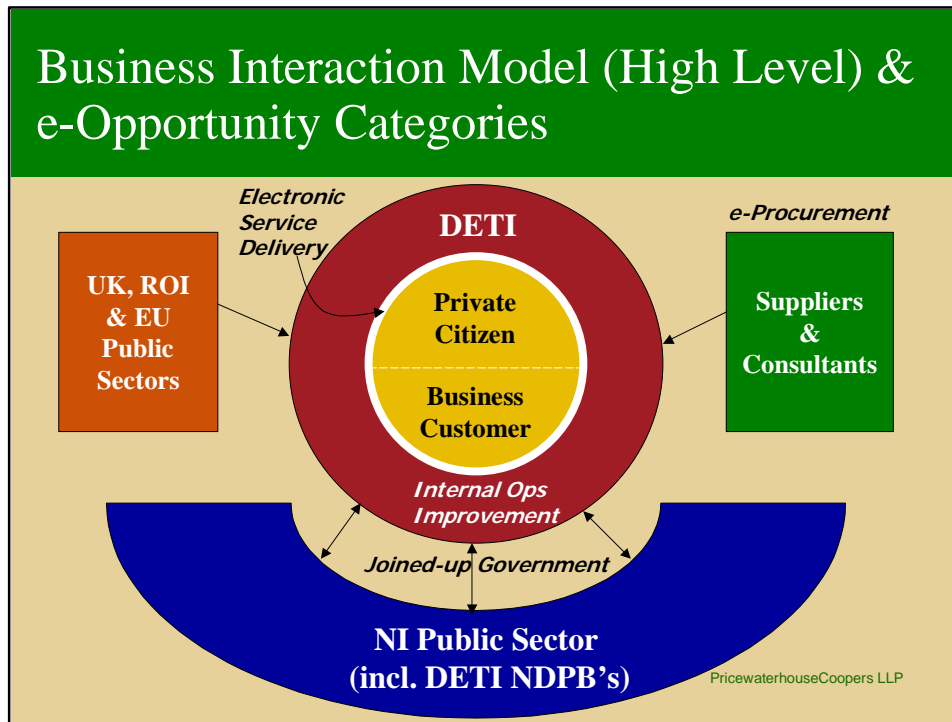 Business Interaction Model (High Level) &
e-Opportunity Categories
Electronic
Service
Delivery
DETI
e-Procurement
UK, ROI
& EU
Public
Sectors
Private
Citizen
Business
Customer
Suppliers
&
Consultants
Internal Ops
Improvement
Joined-up Government
NI Public Sector
(incl. DETI NDPB's)
PricewaterhouseCoopers LLP